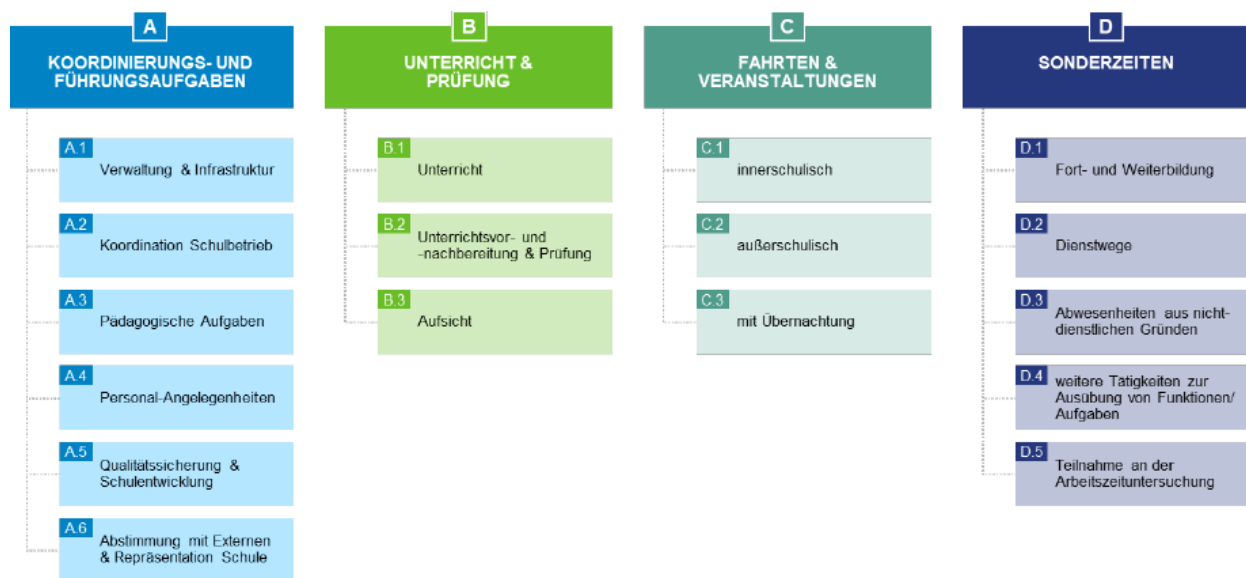 A
KOORDINIERUNGS- UND
FÜHRUNGSAUFGABEN
A.1
Verwaltung & Infrastruktur
A.2
Koordination Schulbetrieb
A.3
Pädagogische Aufgaben
A.4
Personal-Angelegenheiten
A.5
Qualitätssicherung &
Schulentwicklung
A.6
Abstimmung mit Externen
& Repräsentation Schule
B
UNTERRICHT &
PRÜFUNG
B.1
Unterricht
B.2
Unterrichtsvor- und
-nachbereitung & Prüfung
B.3
Aufsicht
C
FAHRTEN &
VERANSTALTUNGEN
C.1
innerschulisch
C.2
außerschulisch
C.3
mit Übernachtung
D
SONDERZEITEN
D.1
Fort- und Weiterbildung
D.2
Dienstwege
D.3
Abwesenheiten aus nicht-
dienstlichen Gründen
D.4
weitere Tätigkeiten zur
Ausübung von Funktionen/
Aufgaben
D.5
Teilnahme an der
Arbeitszeituntersuchung